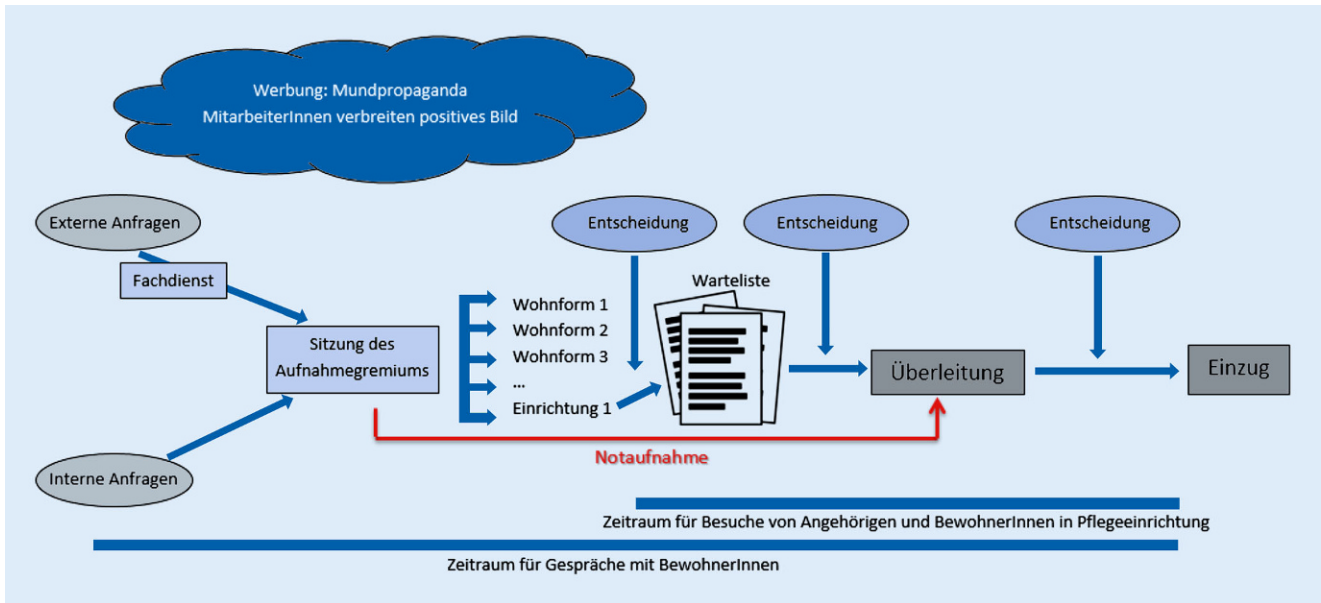 Werbung: Mundpropaganda
MitarbeiterInnen verbreiten positives Bild
Externe Anfragen
Fachdienst
Sitzung des
Aufnahmegremiums
Interne Anfragen
Wohnform 1
Wohnform 2
Wohnform 3
...
Einrichtung 1
Entscheidung
Warteliste
Entscheidung
Überleitung
Entscheidung
Einzug
Notaufnahme
Zeitraum für Besuche von Angehörigen und BewohnerInnen in Pflegeeinrichtung
Zeitraum für Gespräche mit BewohnerInnen